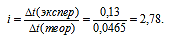 i = Δt(экспер) / Δt(теор) = 0,13 / 0,0465 = 2,78.